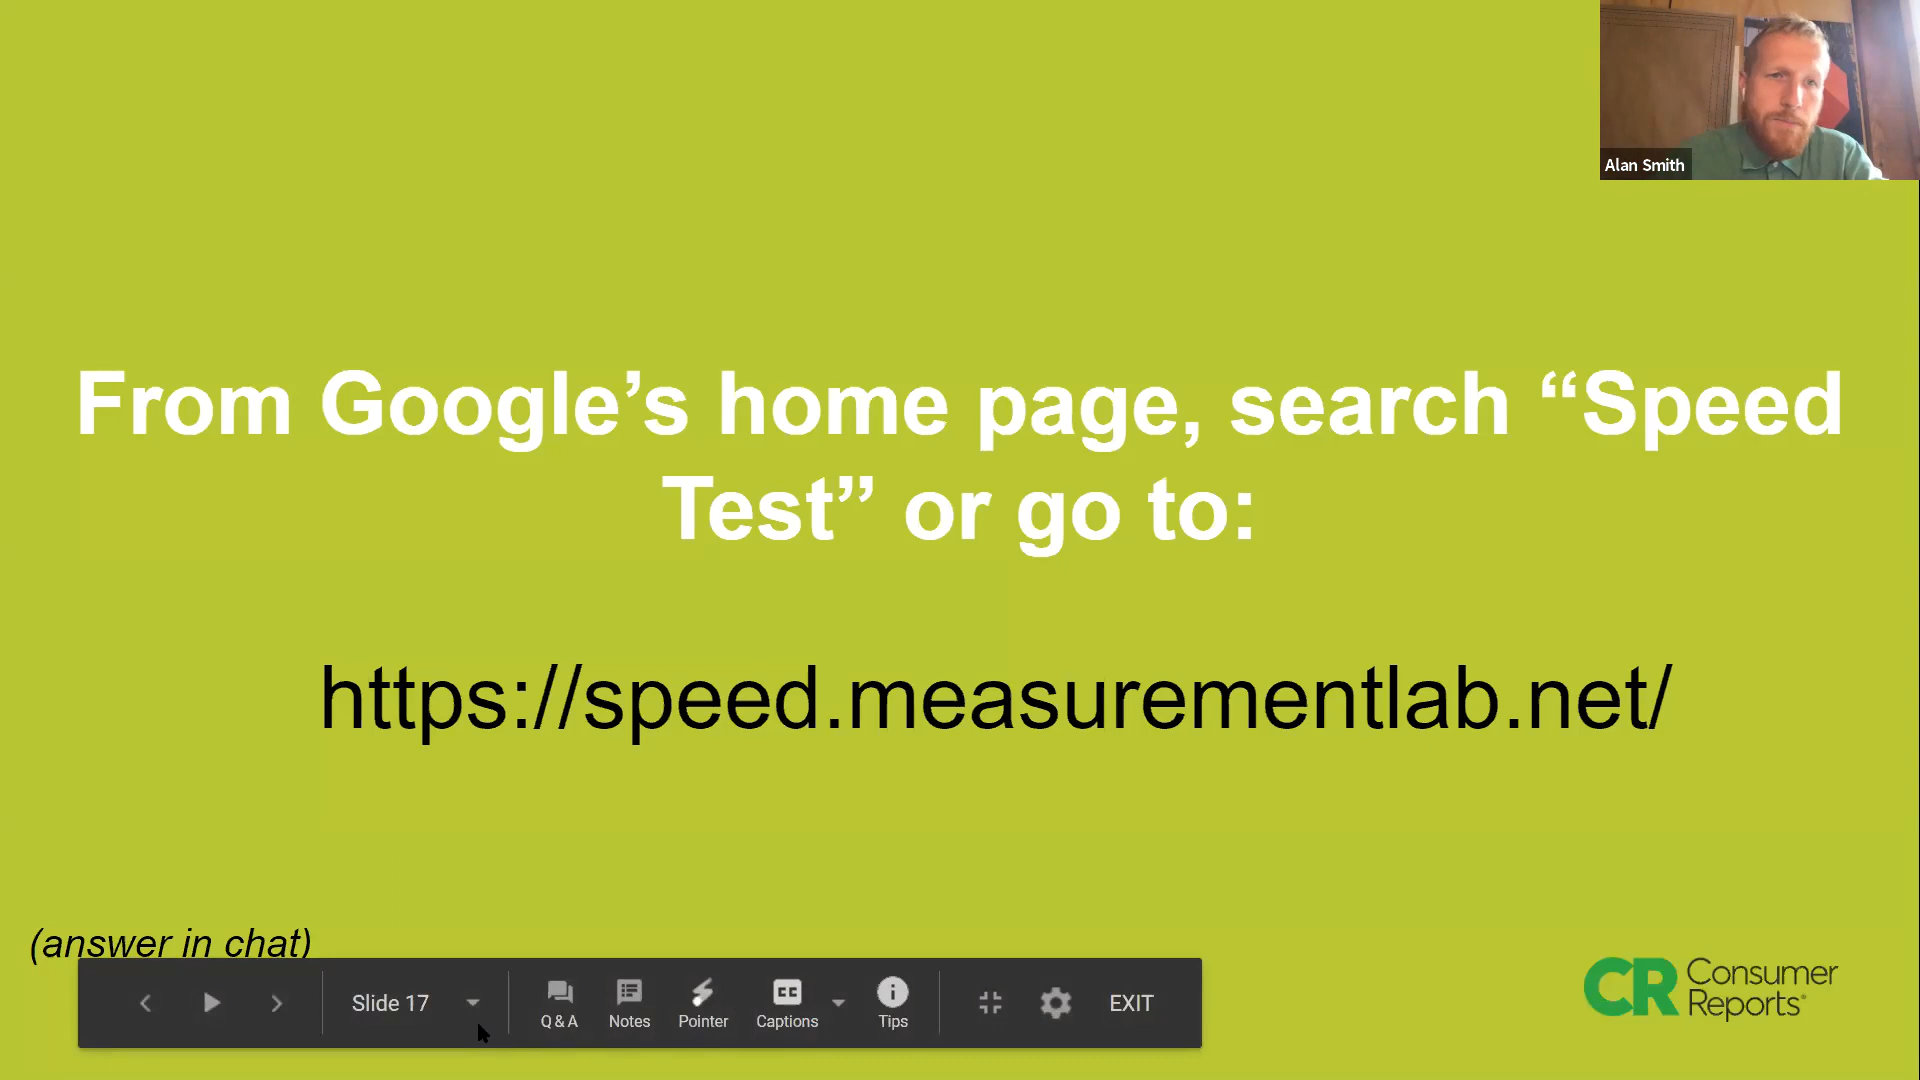 Alan Smith
From Google’s home page, search “Speed
Test” or go to:
https://speed.measurementlab.net/
(answer in chat)
Slide 17
Q & A
Notes
Pointer
CC
Captions
Tips
EXIT
CR Consumer
Reports®